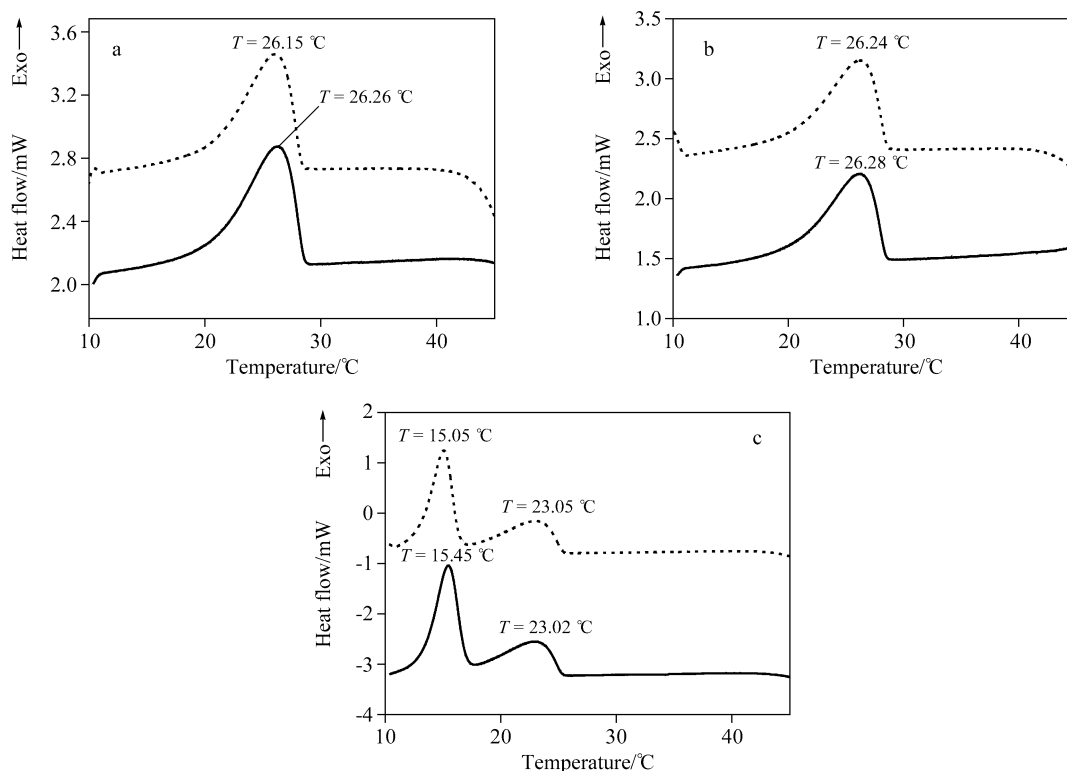 a
T = 26.15 ℃
T = 26.26 ℃
3.6
3.2
2.8
2.4
2.0
Heat flow/mW
Exo
10
20
30
40
Temperature/℃
b
T = 26.24 ℃
T = 26.28 ℃
3.5
3.0
2.5
2.0
1.5
1.0
Heat flow/mW
Exo
10
20
30
40
Temperature/℃
c
T = 15.05 ℃
T = 23.05 ℃
T = 15.45 ℃
T = 23.02 ℃
2
1
0
-1
-2
-3
-4
Heat flow/mW
Exo
10
20
30
40
Temperature/℃